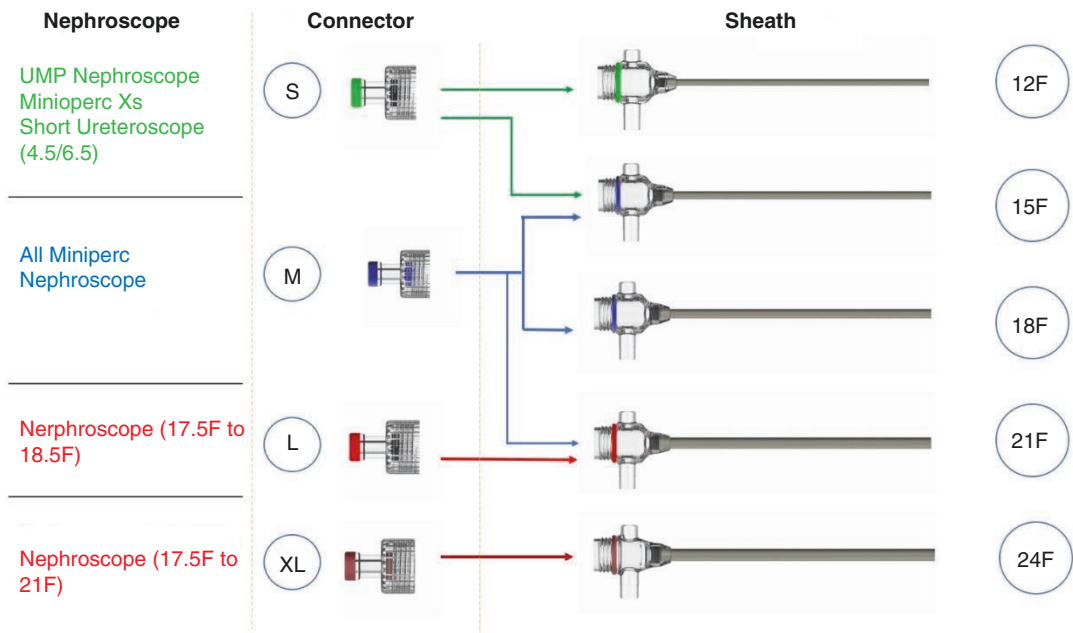 Nephroscope
Connector
Sheath
UMP Nephroscope
Minioperc Xs
Short Ureteroscope
(4.5/6.5)
S
12F
15F
All Miniperc
Nephroscope
M
18F
Nerphroscope (17.5F to
18.5F)
L
21F
Nephroscope (17.5F to
21F)
XL
24F